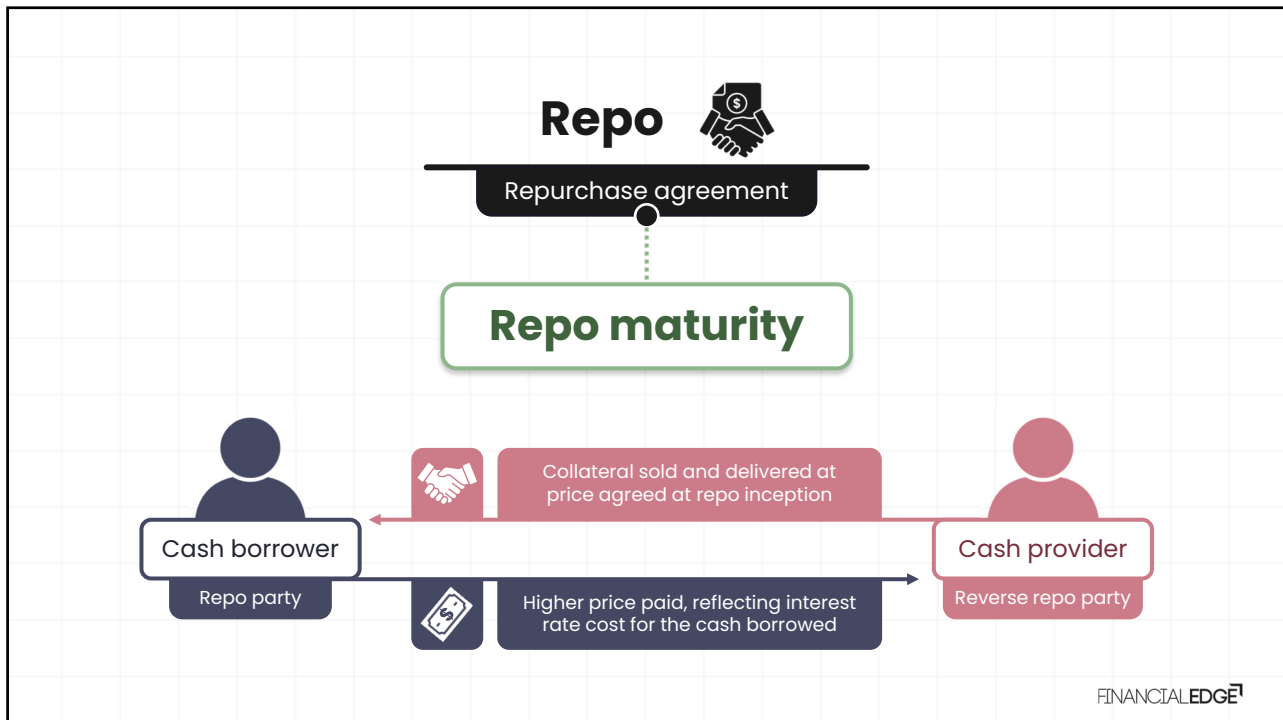 Repo
$
Repurchase agreement
Repo maturity
Collateral sold and delivered at
price agreed at repo inception
Cash borrower
Cash provider
Repo party
$
Higher price paid, reflecting interest
rate cost for the cash borrowed
Reverse repo party
FINANCIALEDGE